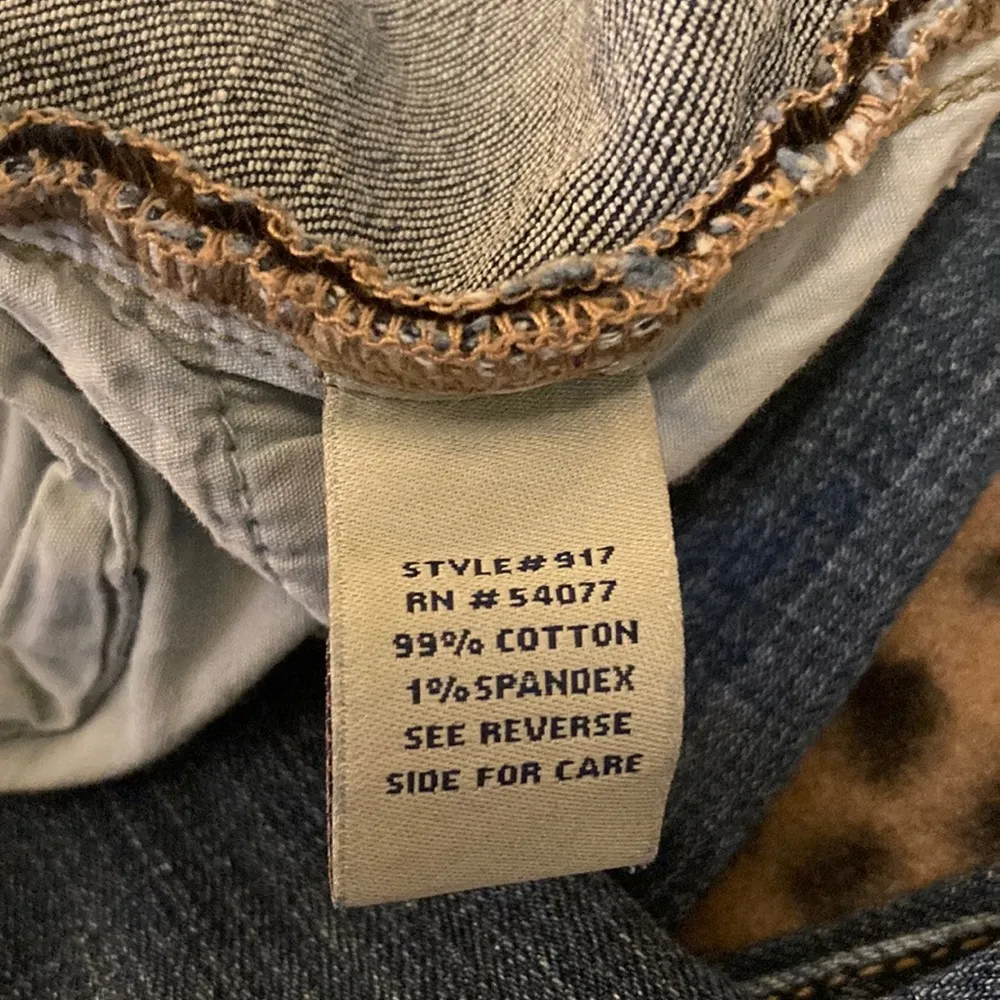 STYLE# 917
RN #54077
99% COTTON
1% SPANDEX
SEE REVERSE
SIDE FOR CARE